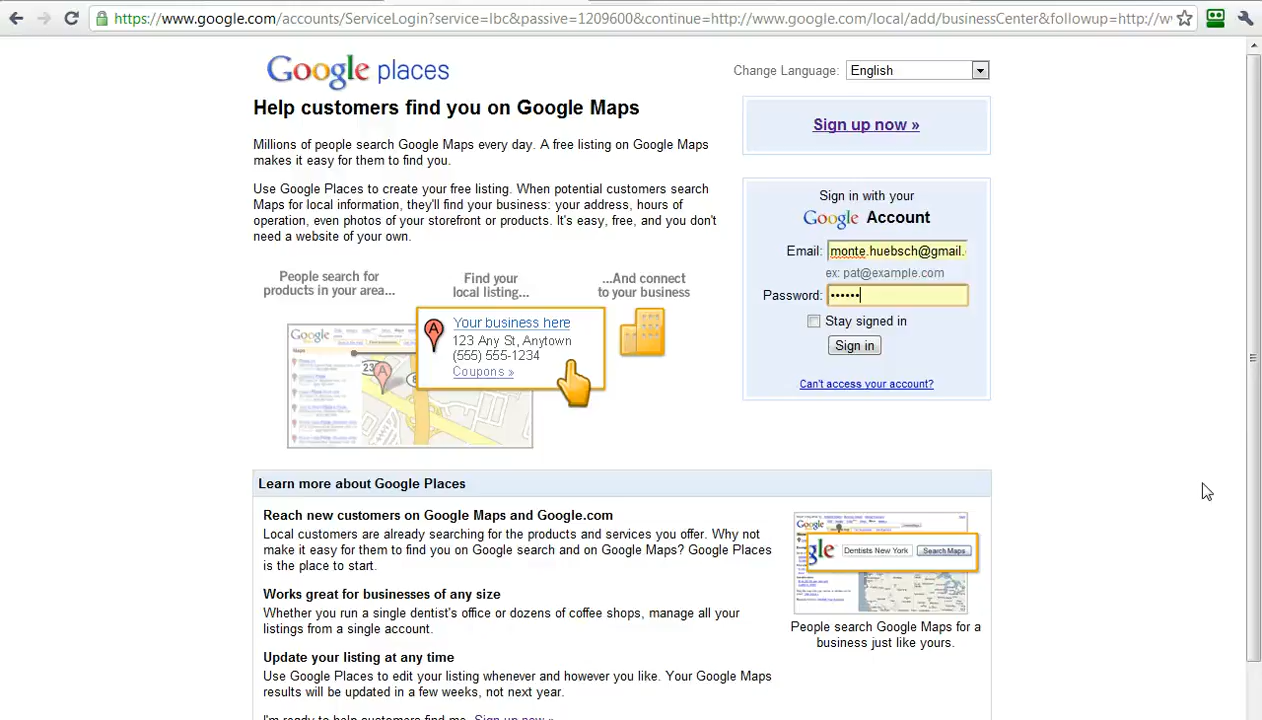 https://www.google.com/accounts/ServiceLogin?service=lbc&passive=1209600&continue=http://www.google.com/local/add/businessCenter&followup=http://w
Google places
Change Language: English
Help customers find you on Google Maps
Sign up now »
Millions of people search Google Maps every day. A free listing on Google Maps
makes it easy for them to find you.
Use Google Places to create your free listing. When potential customers search
Maps for local information, they'll find your business: your address, hours of
operation, even photos of your storefront or products. It's easy, free, and you don't
need a website of your own.
Sign in with your
Google Account
Email: monte.huebsch@gmail.
ex: pat@example.com
Password: ••••••
Stay signed in
Sign in
Can't access your account?
People search for
products in your area...
Find your
local listing...
...And connect
to your business
A
Your business here
123 Any St, Anytown
(555) 555-1234
Coupons »
Google
Maps
23
A
Learn more about Google Places
Reach new customers on Google Maps and Google.com
Local customers are already searching for the products and services you offer. Why not
make it easy for them to find you on Google search and on Google Maps? Google Places
is the place to start.
Works great for businesses of any size
Whether you run a single dentist's office or dozens of coffee shops, manage all your
listings from a single account.
Update your listing at any time
Use Google Places to edit your listing whenever and however you like. Your Google Maps
results will be updated in a few weeks, not next year.
I'm ready to help customers find me. Sign up now »
Google
gle Dentists New York Search Maps
People search Google Maps for a
business just like yours.